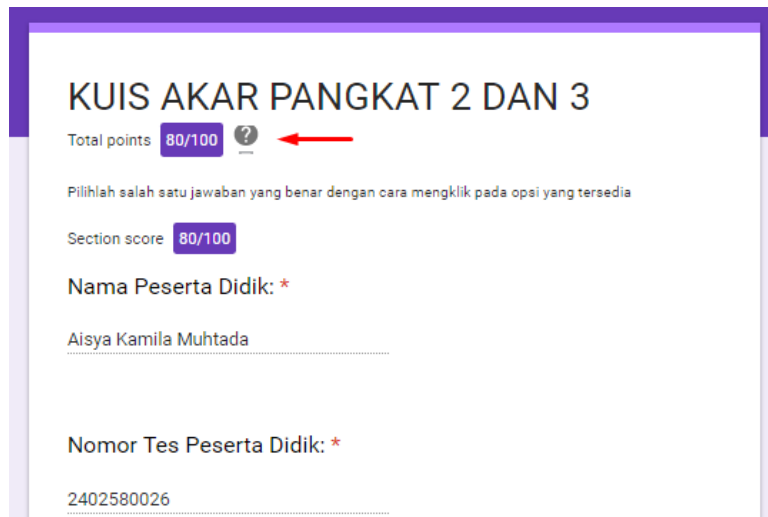 KUIS AKAR PANGKAT 2 DAN 3
Total points 80/100 ?
Pilihlah salah satu jawaban yang benar dengan cara mengklik pada opsi yang tersedia
Section score 80/100
Nama Peserta Didik: *
Aisya Kamila Muhtada
Nomor Tes Peserta Didik: *
2402580026